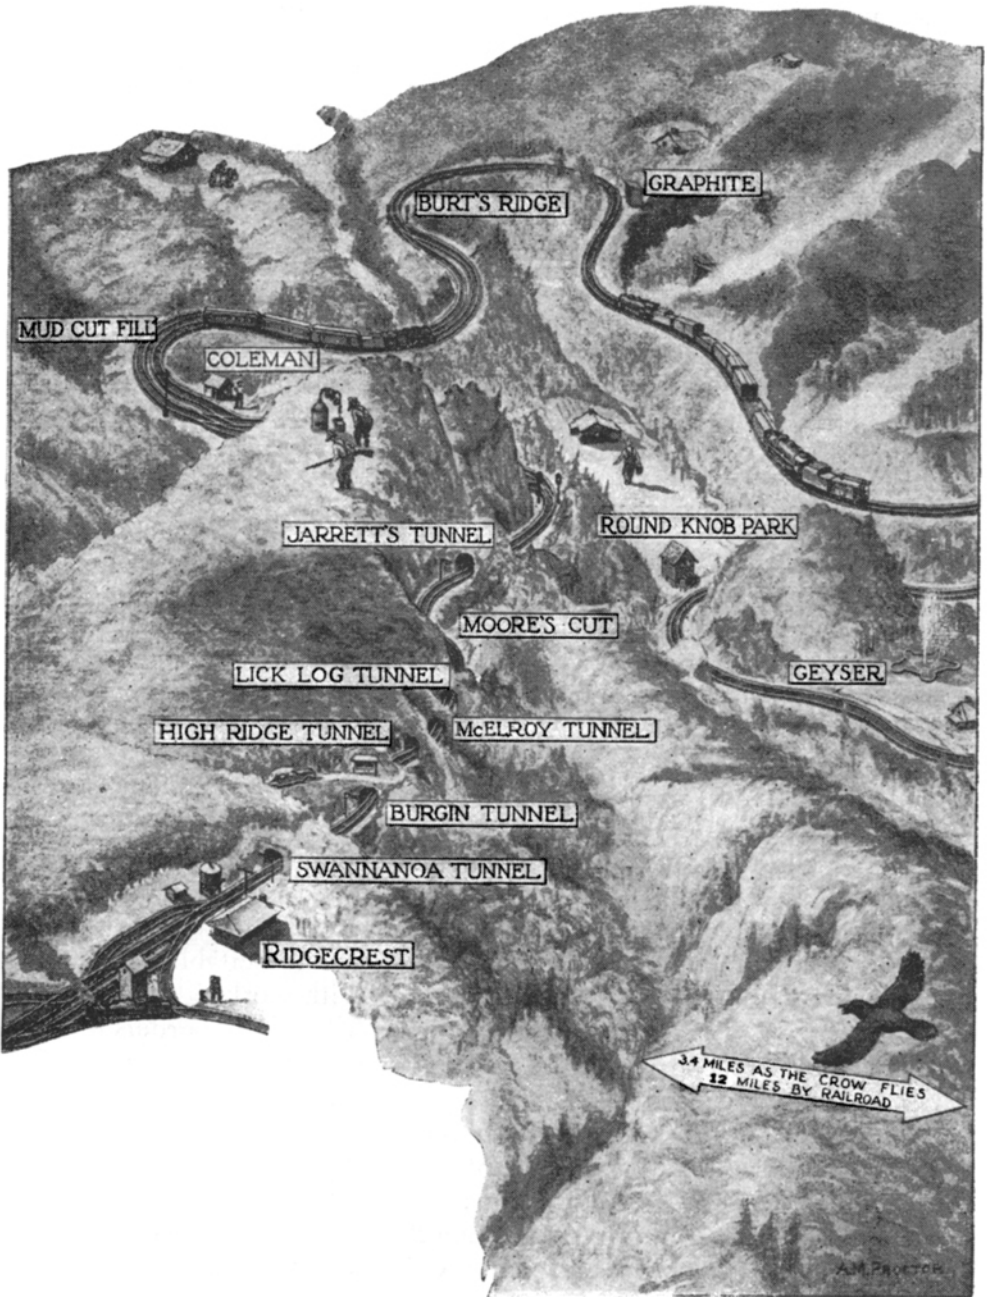 GRAPHITE
BURT'S RIDGE
MUD CUT FILL
COLEMAN
JARRETT'S TUNNEL
ROUND KNOB PARK
MOORE'S CUT
LICK LOG TUNNEL
GEYSER
HIGH RIDGE TUNNEL
McELROY TUNNEL
BURGIN TUNNEL
SWANNANOA TUNNEL
RIDGECREST
3.4 MILES AS THE CROW FLIES
12 MILES BY RAILROAD
A.M. PROCTOR